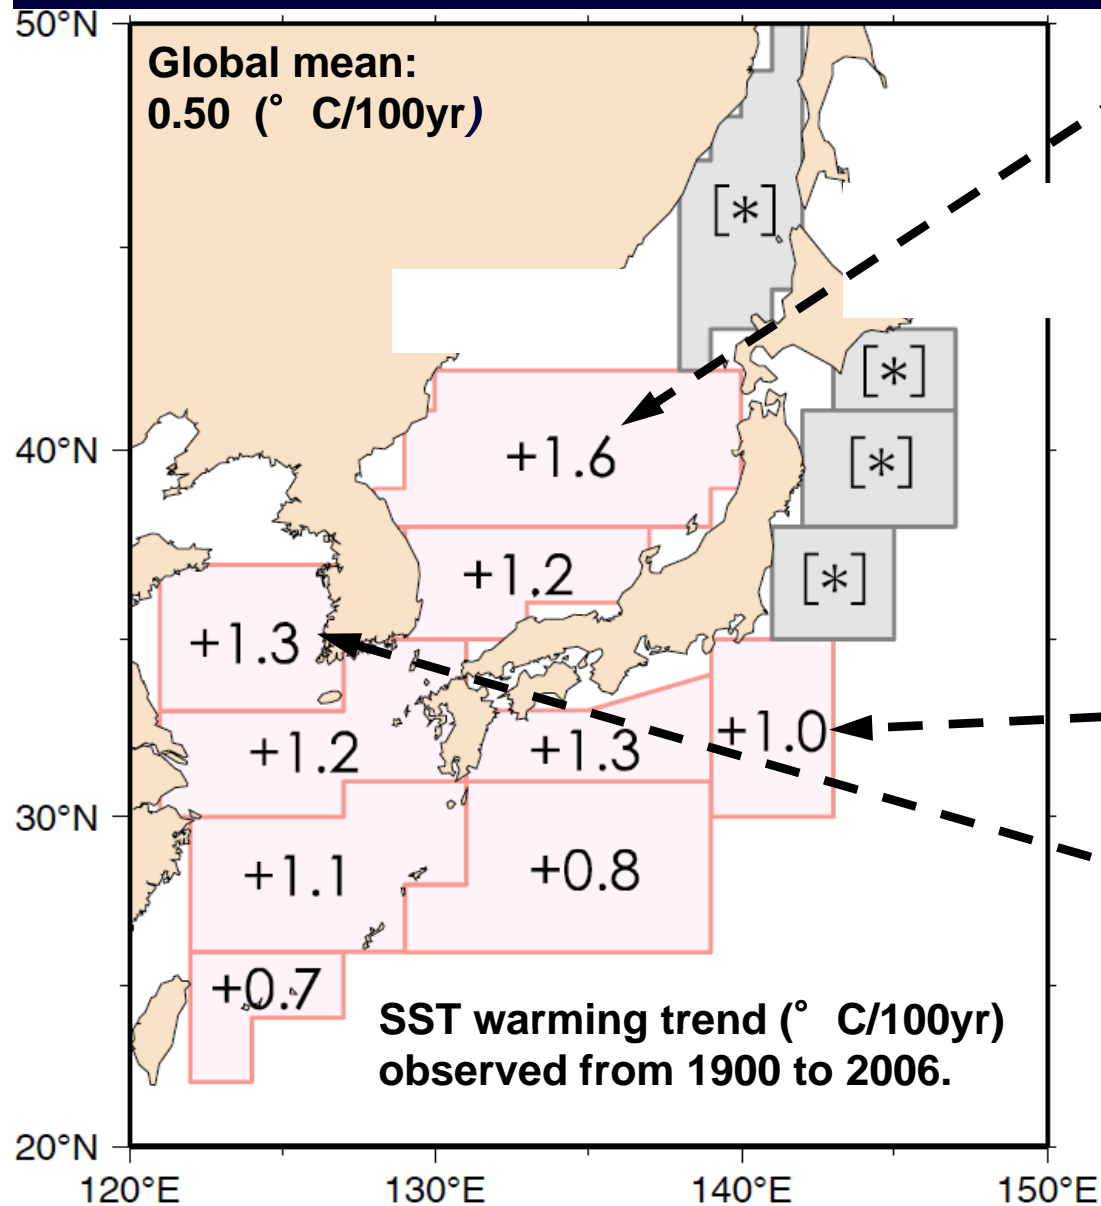 50°N
Global mean:
0.50 (° C/100yr)
[*]
[*]
40°N
+1.6
[*]
+1.2
[*]
+1.3
+1.0
+1.2
+1.3
30°N
+1.1
+0.8
+0.7
SST warming trend (° C/100yr)
observed from 1900 to 2006.
20°N
120°E
130°E
140°E
150°E